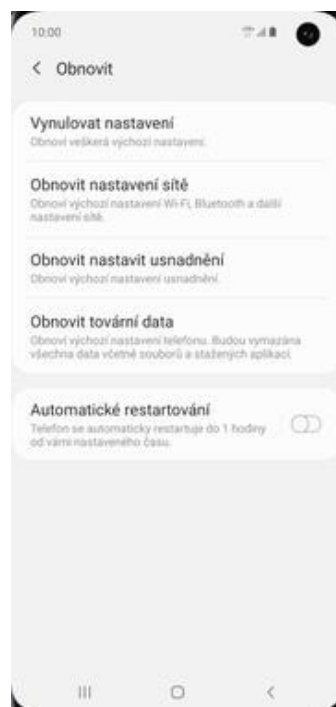 10:00
Obnovit
Vynulovat nastavení
Obnoví veškerá výchozí nastavení.
Obnovit nastavení sítě
Obnoví výchozí nastavení Wi-Fi, Bluetooth a další
nastavení sítě.
Obnovit nastavit usnadnění
Obnoví výchozí nastavení usnadnění.
Obnovit tovární data
Obnoví výchozí nastavení telefonu. Budou vymazána
všechna data včetně souborů a stažených aplikací.
Automatické restartování
Telefon se automaticky restartuje do 1 hodiny
od vámi nastaveného času.